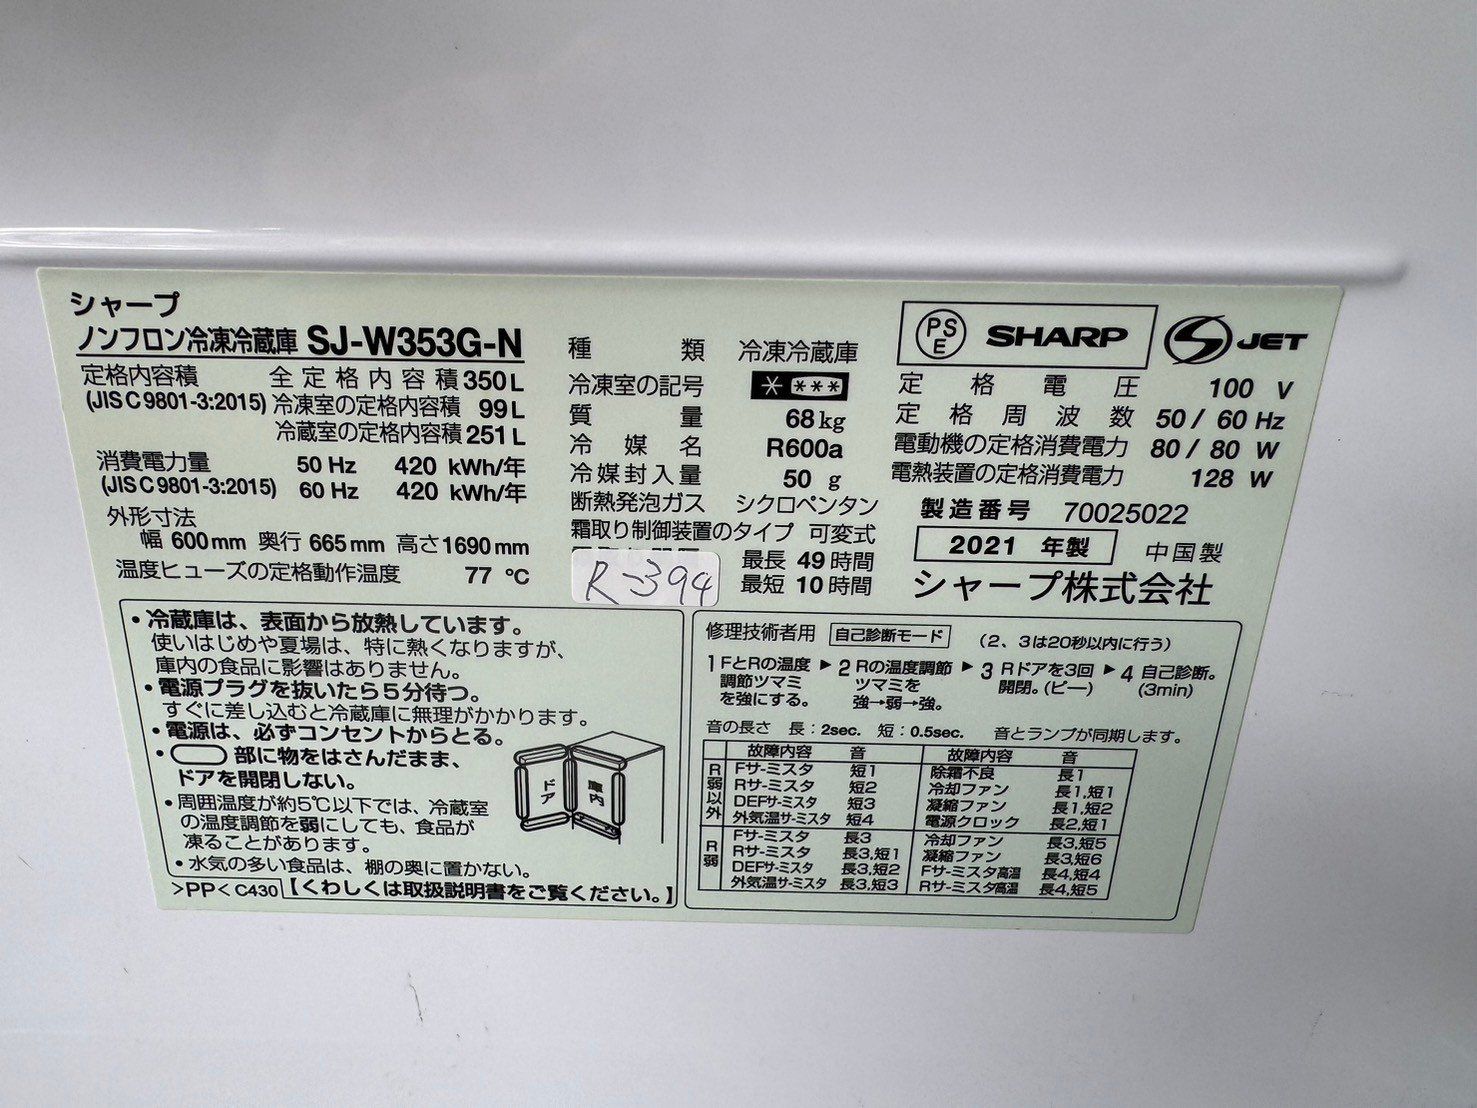 シャープ
ノンフロン冷凍冷蔵庫 SJ-W353G-N
定格内容積 全定格内容積 350L
(JIS C 9801-3:2015) 冷凍室の定格内容積 99L
冷蔵室の定格内容積 251L
消費電力量 50Hz 420 kWh/年
(JIS C 9801-3:2015) 60Hz 420 kWh/年
外形寸法
幅 600mm 奥行 665mm 高さ 1690mm
温度ヒューズの定格動作温度 77 ℃
種類 冷凍冷蔵庫
冷凍室の記号 * ***
質量 68kg
冷媒名 R600a
冷媒封入量 50 g
断熱発泡ガス シクロペンタン
霜取り制御装置のタイプ 可変式
最長 49時間
最短 10時間
R-394
PSE SHARP
S JET
定格電圧 100 V
定格周波数 50/60 Hz
電動機の定格消費電力 80/80 W
電熱装置の定格消費電力 128 W
製造番号 70025022
2021 年製 中国製
シャープ株式会社
・冷蔵庫は、表面から放熱しています。
使いはじめや夏場は、特に熱くなりますが、
庫内の食品に影響はありません。
・電源プラグを抜いたら5分待つ。
すぐに差し込むと冷蔵庫に無理がかかります。
・電源は、必ずコンセントからとる。
・ 部に物をはさんだまま、
ドアを開閉しない。
・周囲温度が約5℃以下では、冷蔵室
の温度調節を弱にしても、食品が
凍ることがあります。
・水気の多い食品は、棚の奥に置かない。
ドア
庫内
>PP< C430 【くわしくは取扱説明書をご覧ください。】
修理技術者用 自己診断モード (2、3は20秒以内に行う)
1 FとRの温度調節ツマミを強にする。 ▶ 2 Rの温度調節ツマミを強→弱→強。 ▶ 3 Rドアを3回開閉。(ピー) ▶ 4 自己診断。(3min)
音の長さ 長:2sec. 短:0.5sec. 音とランプが同期します。
故障内容 音 故障内容 音
R弱以外
Fサーミスタ 短1 除霜不良 長1
Rサーミスタ 短2 冷却ファン 長1,短1
DEFサーミスタ 短3 凝縮ファン 長1,短2
外気温サーミスタ 短4 電源クロック 長2,短1
R弱
Fサーミスタ 長3 冷却ファン 長3,短5
Rサーミスタ 長3,短1 凝縮ファン 長3,短6
DEFサーミスタ 長3,短2 Fサーミスタ高温 長4,短4
外気温サーミスタ 長3,短3 Rサーミスタ高温 長4,短5